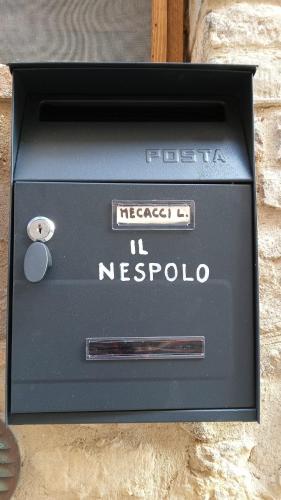 POSTA
MECACCI L.
IL
NESPOLO